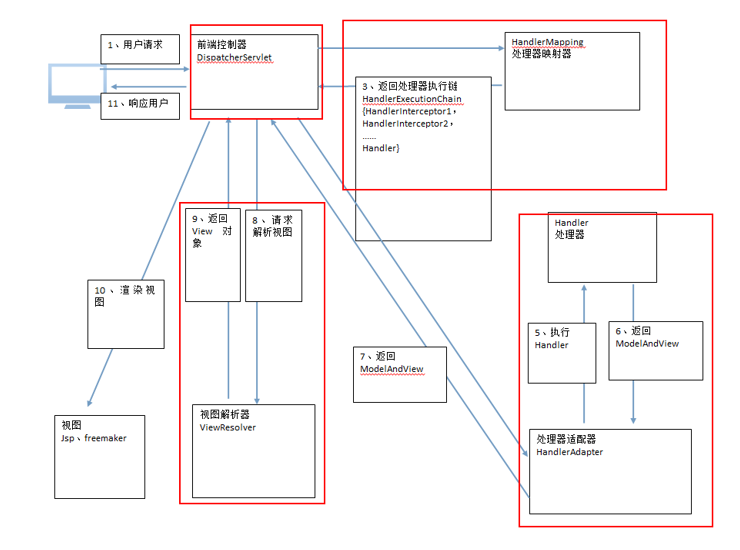 1、用户请求
前端控制器
DispatcherServlet
HandlerMapping
处理器映射器
11、响应用户
3、返回处理器执行链
HandlerExecutionChain
{HandlerInterceptor1，
HandlerInterceptor2，
……
Handler}
9、返回
View 对
象
8、请求
解析视图
Handler
处理器
10、渲染视
图
5、执行
Handler
6、返回
ModelAndView
7、返回
ModelAndView
视图
Jsp、freemaker
视图解析器
ViewResolver
处理器适配器
HandlerAdapter